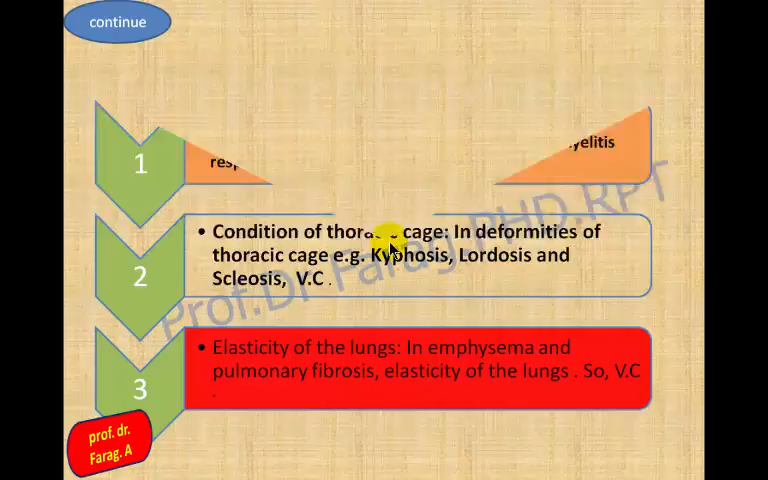 continue
1
yelitis
resp
2
• Condition of thoracic cage: In deformities of
thoracic cage e.g. Kyphosis, Lordosis and
Scleosis, V.C .
3
• Elasticity of the lungs: In emphysema and
pulmonary fibrosis, elasticity of the lungs . So, V.C
.
Prof.Dr Farag.PHD.RPT
prof. dr.
Farag. A